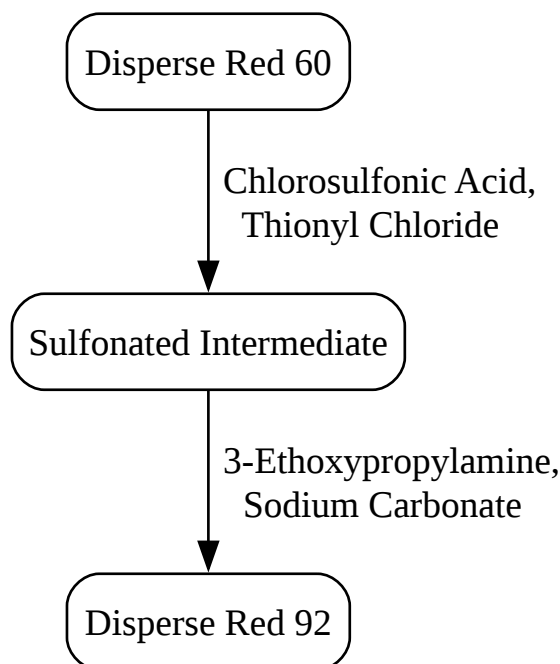 Disperse Red 60
Chlorosulfonic Acid,
Thionyl Chloride
Sulfonated Intermediate
3-Ethoxypropylamine,
Sodium Carbonate
Disperse Red 92